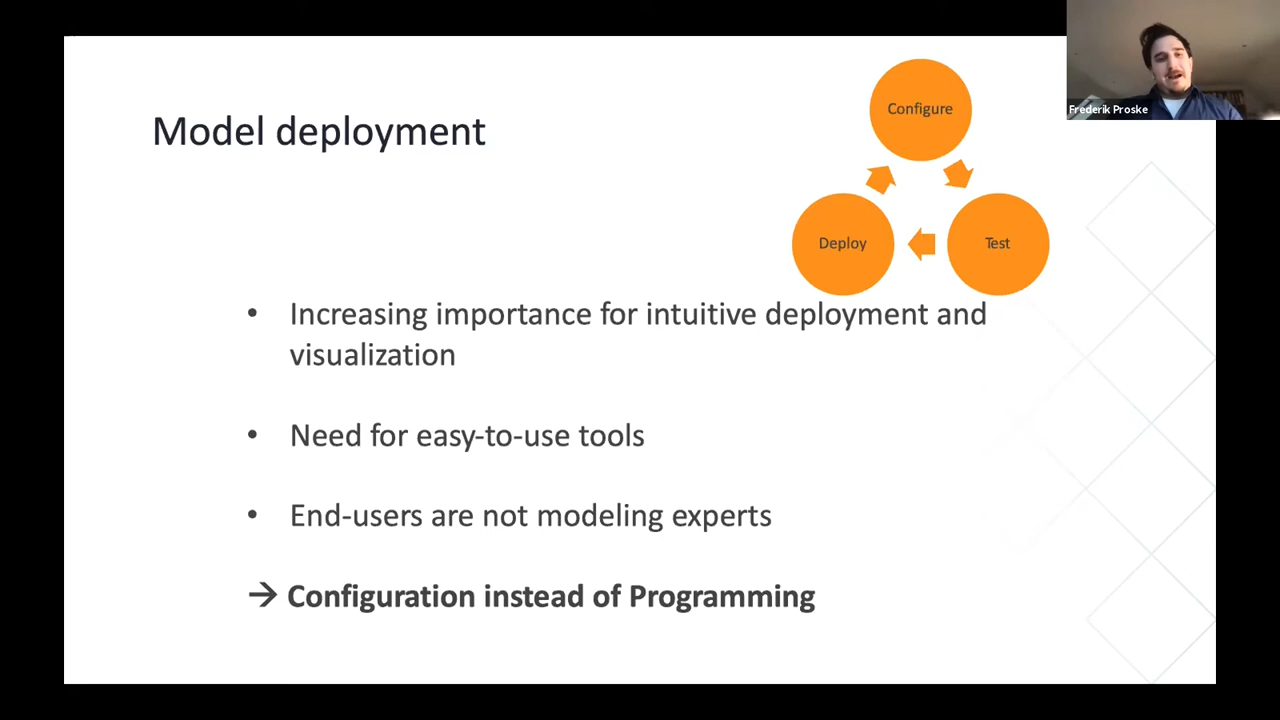 Model deployment
Configure
Frederik Proske
Deploy
Test
• Increasing importance for intuitive deployment and
visualization
• Need for easy-to-use tools
• End-users are not modeling experts
→ Configuration instead of Programming